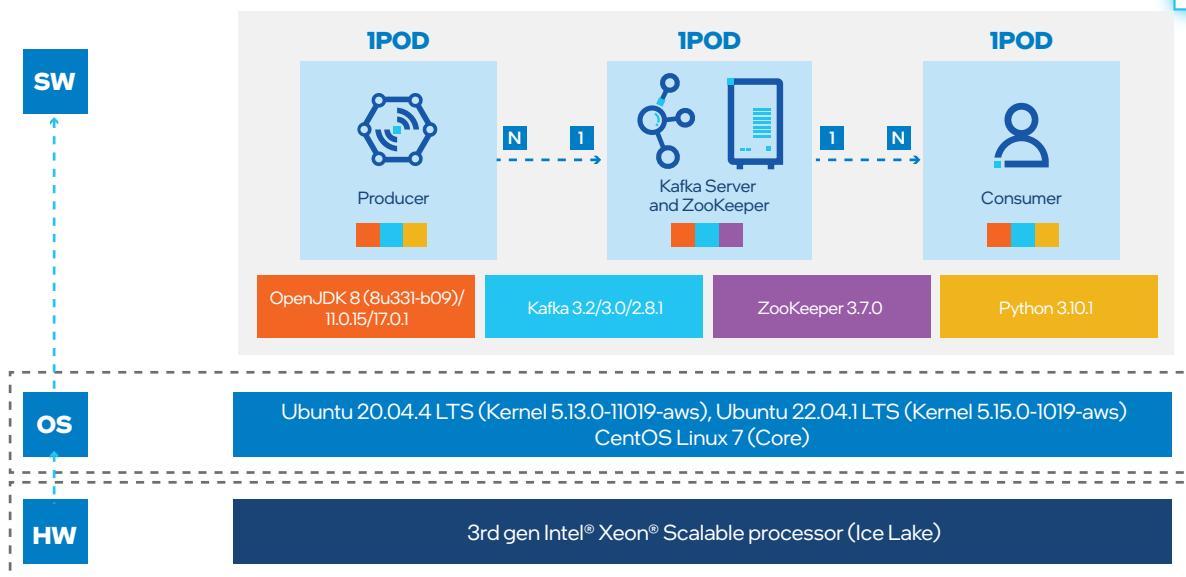 1POD
1POD
1POD
SW
N
1
1
N
Producer
Kafka Server
and ZooKeeper
Consumer
OpenJDK 8 (8u331-b09)/
11.0.15/17.0.1
Kafka 3.2/3.0/2.8.1
ZooKeeper 3.7.0
Python 3.10.1
OS
Ubuntu 20.04.4 LTS (Kernel 5.13.0-11019-aws), Ubuntu 22.04.1 LTS (Kernel 5.15.0-1019-aws)
CentOS Linux 7 (Core)
HW
3rd gen Intel® Xeon® Scalable processor (Ice Lake)